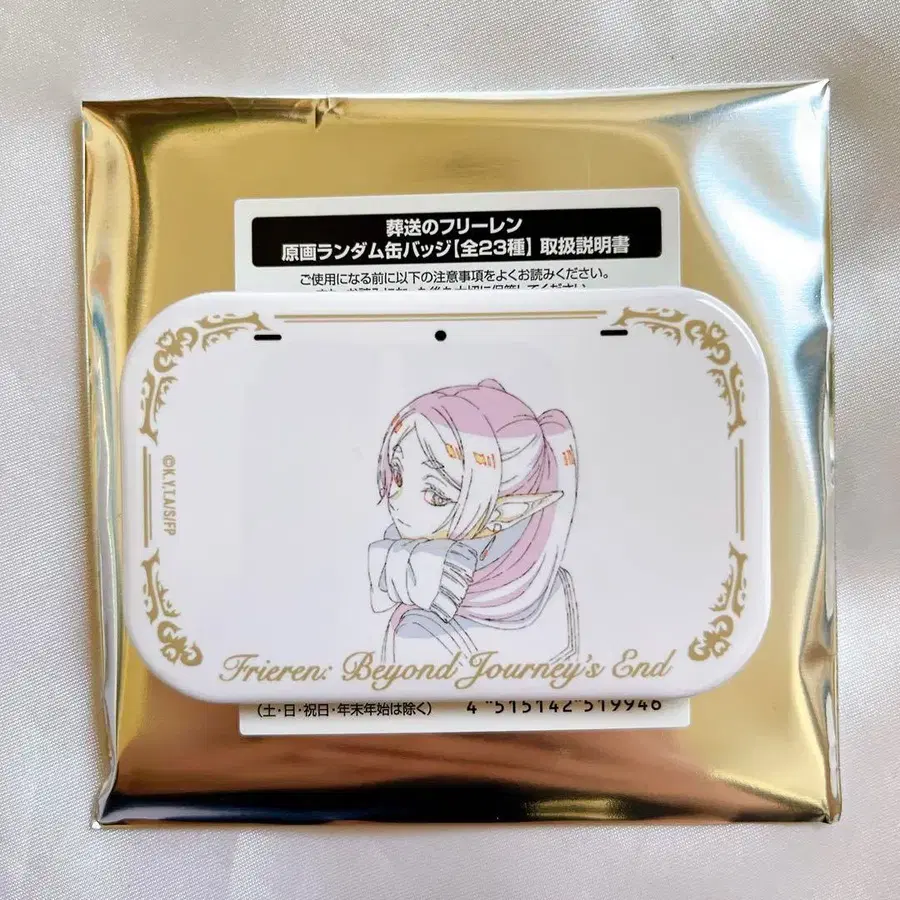 葬送のフリーレン
原画ランダム缶バッジ【全23種】 取扱説明書
ご使用になる前に以下の注意事項をよくお読みください。
©K.Y,T.A/S/FP
Frieren: Beyond Journey's End
(土・日・祝日・年末年始は除く)
4 515142 519946